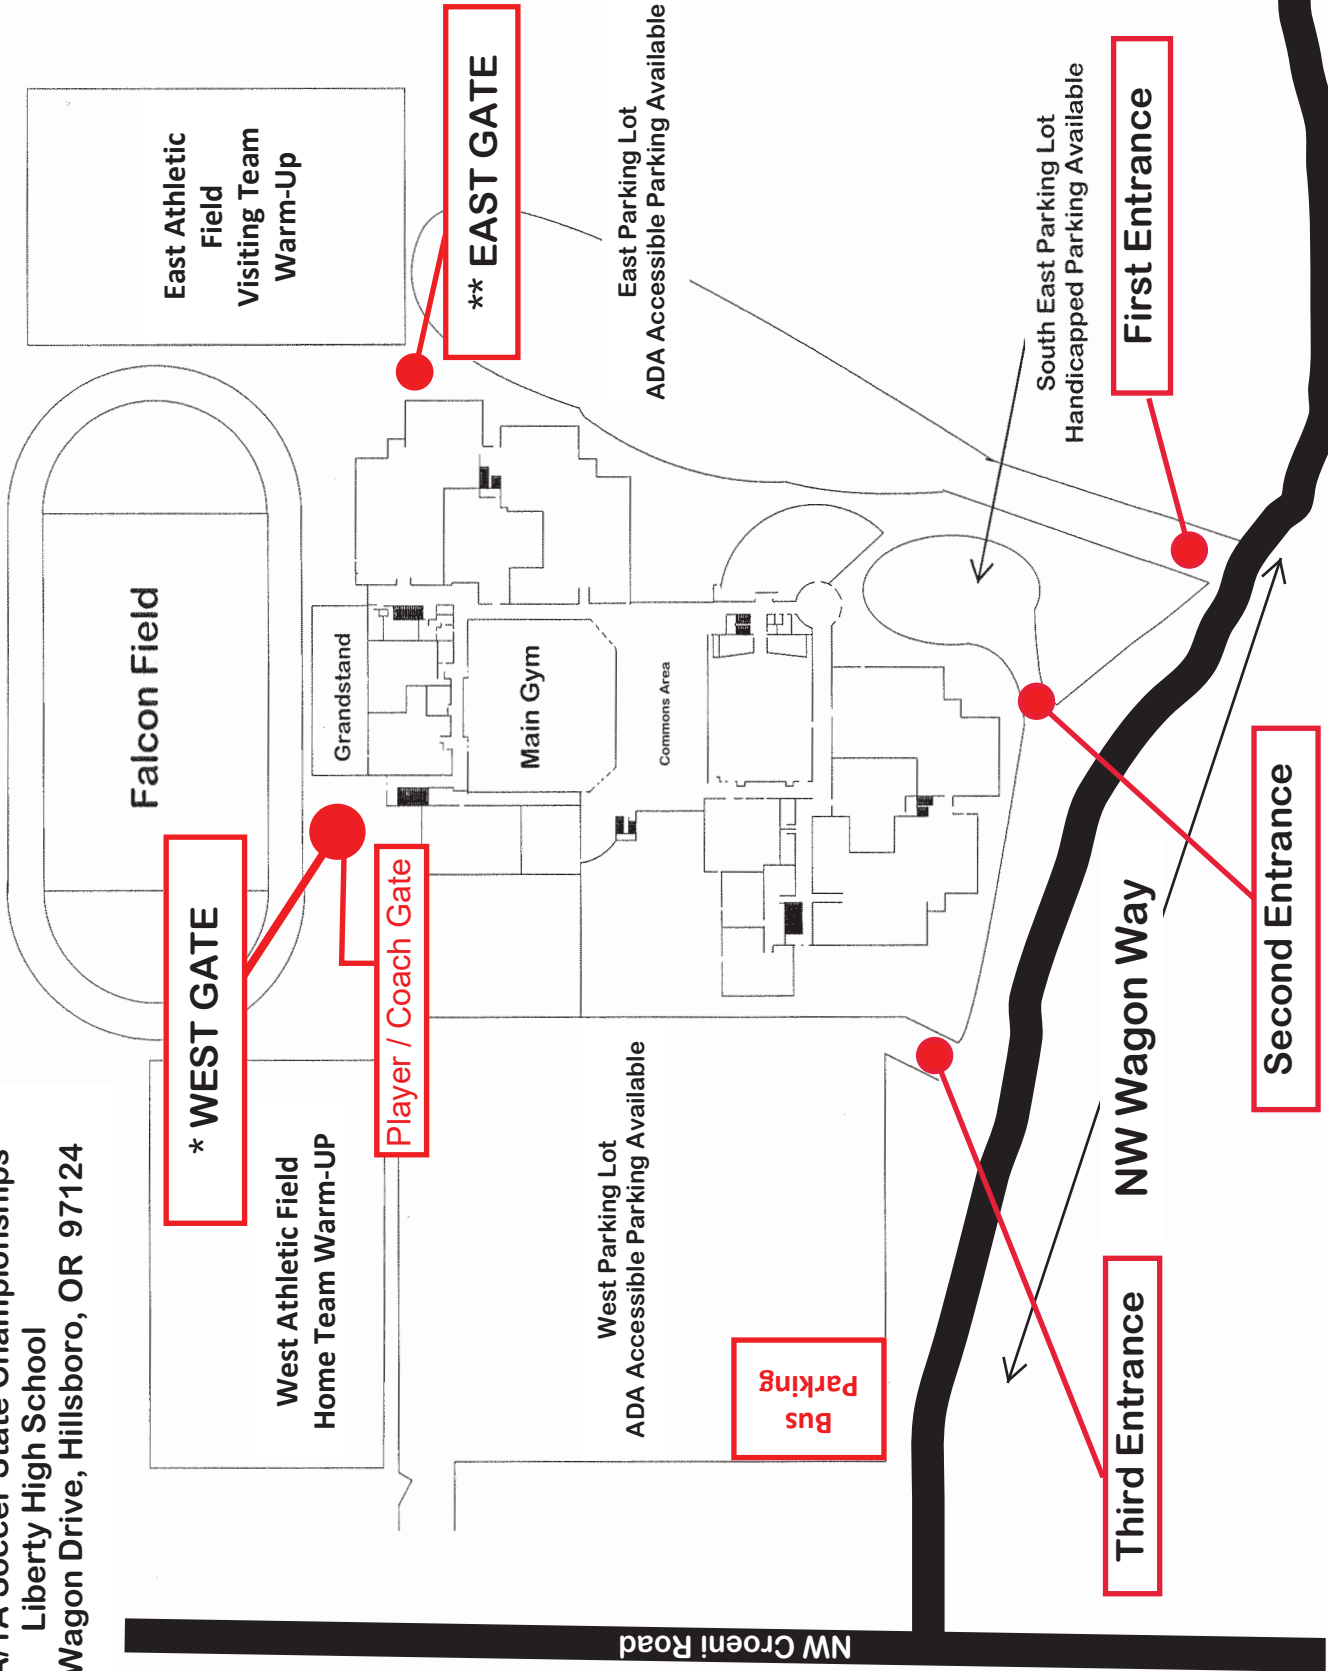 Soccer State Championships
Liberty High School
Wagon Drive, Hillsboro, OR 97124
East Athletic
Field
Visiting Team
Warm-Up
** EAST GATE
East Parking Lot
ADA Accessible Parking Available
South East Parking Lot
Handicapped Parking Available
First Entrance
Falcon Field
Grandstand
Main Gym
Commons Area
* WEST GATE
Player / Coach Gate
West Athletic Field
Home Team Warm-UP
West Parking Lot
ADA Accessible Parking Available
Bus
Parking
NW Wagon Way
Second Entrance
Third Entrance
NW Croeni Road